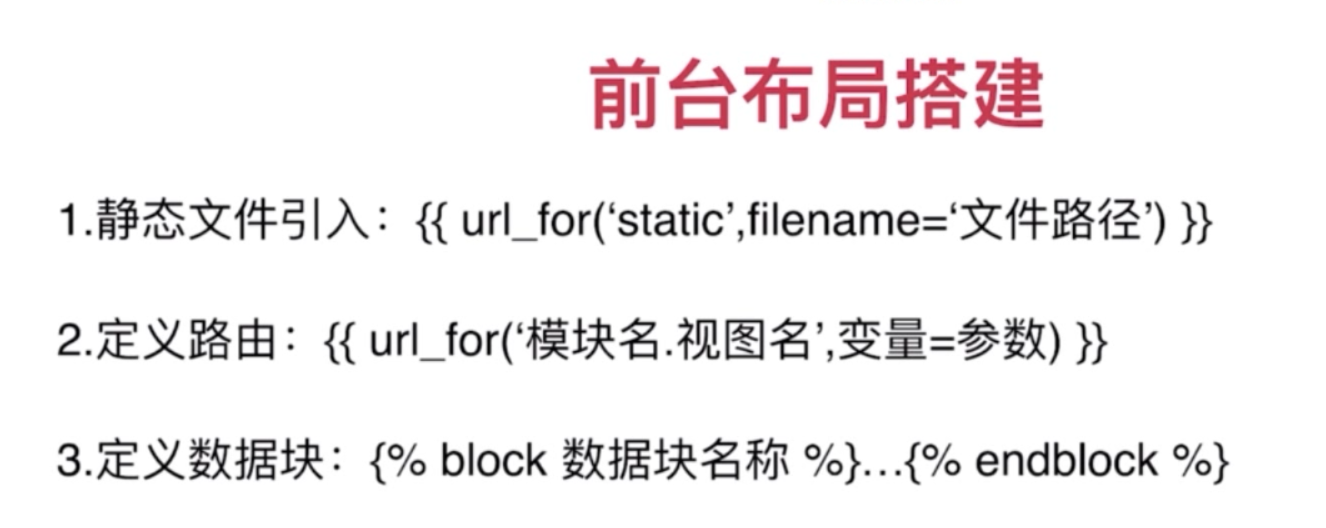 前台布局搭建
1.静态文件引入：{{ url_for(‘static’,filename=‘文件路径’) }}
2.定义路由：{{ url_for(‘模块名.视图名’,变量=参数) }}
3.定义数据块：{% block 数据块名称 %}...{% endblock %}